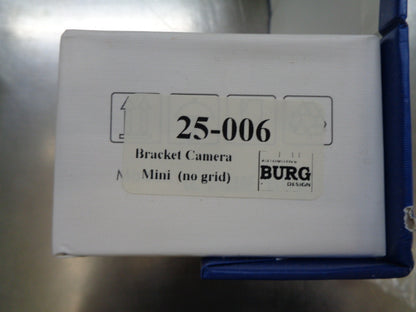 25-006
Bracket Camera
Mini (no grid)
BURG
DESIGN